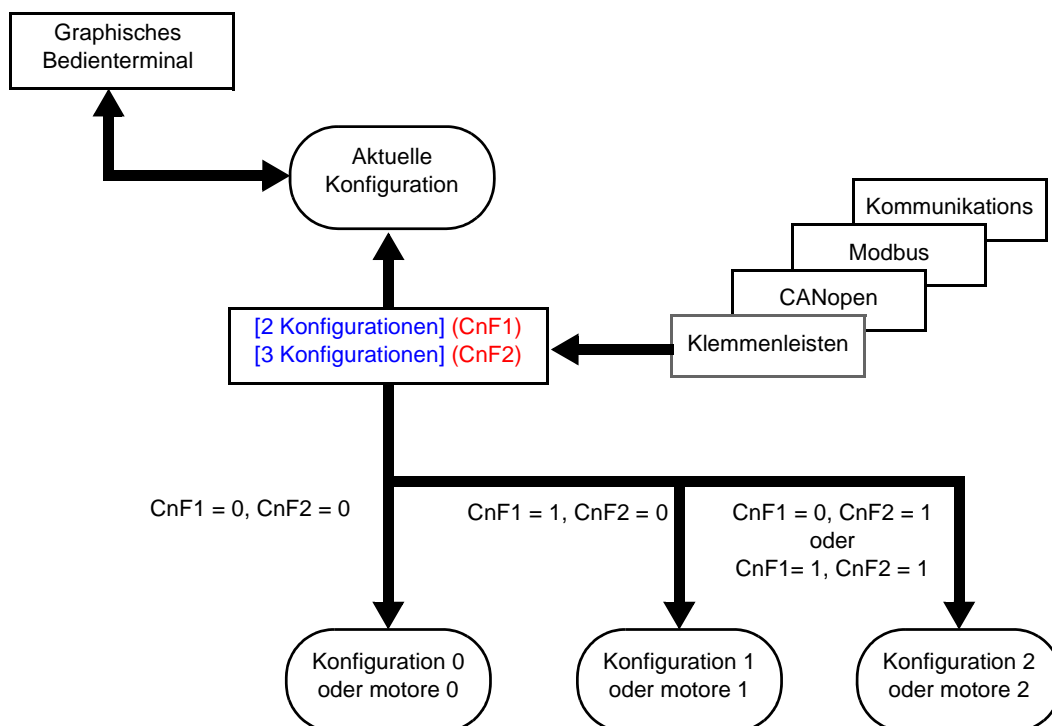 Graphisches
Bedienterminal
Aktuelle
Konfiguration
Kommunikations
Modbus
CANopen
Klemmenleisten
[2 Konfigurationen] (CnF1)
[3 Konfigurationen] (CnF2)
CnF1 = 0, CnF2 = 0
CnF1 = 1, CnF2 = 0
CnF1 = 0, CnF2 = 1
oder
CnF1= 1, CnF2 = 1
Konfiguration 0
oder motore 0
Konfiguration 1
oder motore 1
Konfiguration 2
oder motore 2